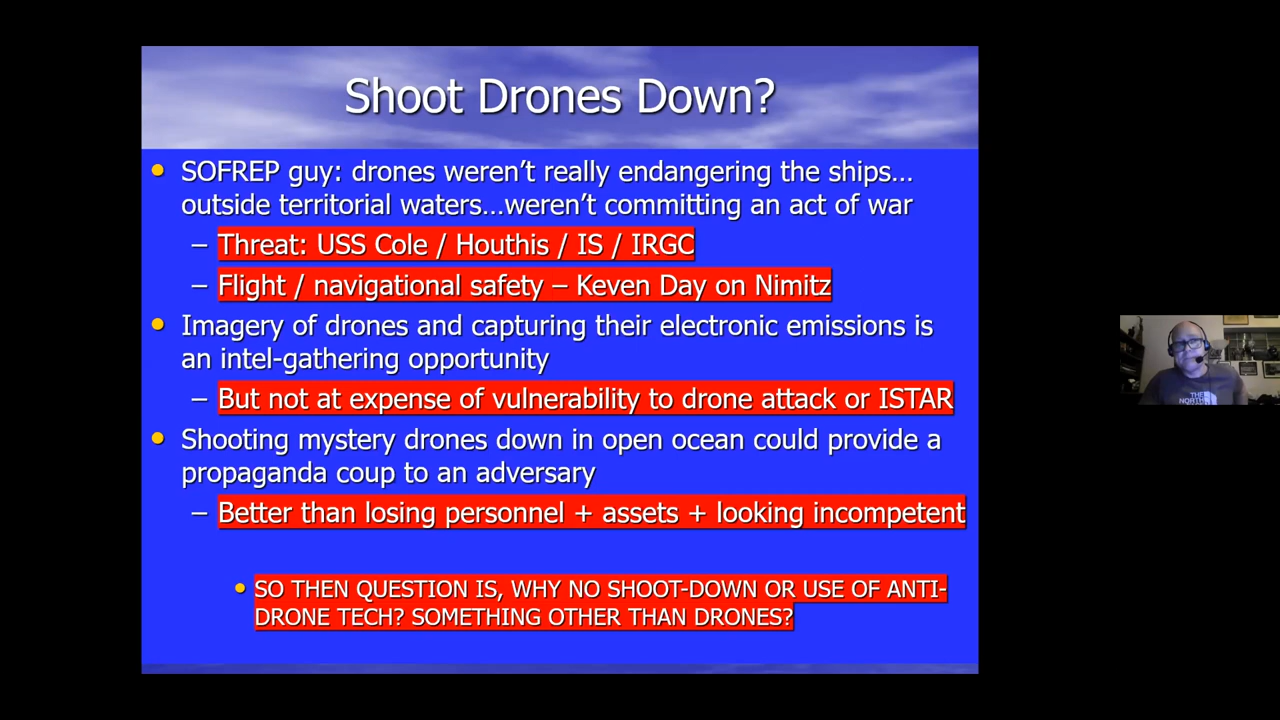 Shoot Drones Down?
SOFREP guy: drones weren't really endangering the ships…
outside territorial waters…weren't committing an act of war
– Threat: USS Cole / Houthis / IS / IRGC
– Flight / navigational safety – Keven Day on Nimitz
Imagery of drones and capturing their electronic emissions is
an intel-gathering opportunity
– But not at expense of vulnerability to drone attack or ISTAR
Shooting mystery drones down in open ocean could provide a
propaganda coup to an adversary
– Better than losing personnel + assets + looking incompetent
SO THEN QUESTION IS, WHY NO SHOOT-DOWN OR USE OF ANTI-
DRONE TECH? SOMETHING OTHER THAN DRONES?
THE
NORTH